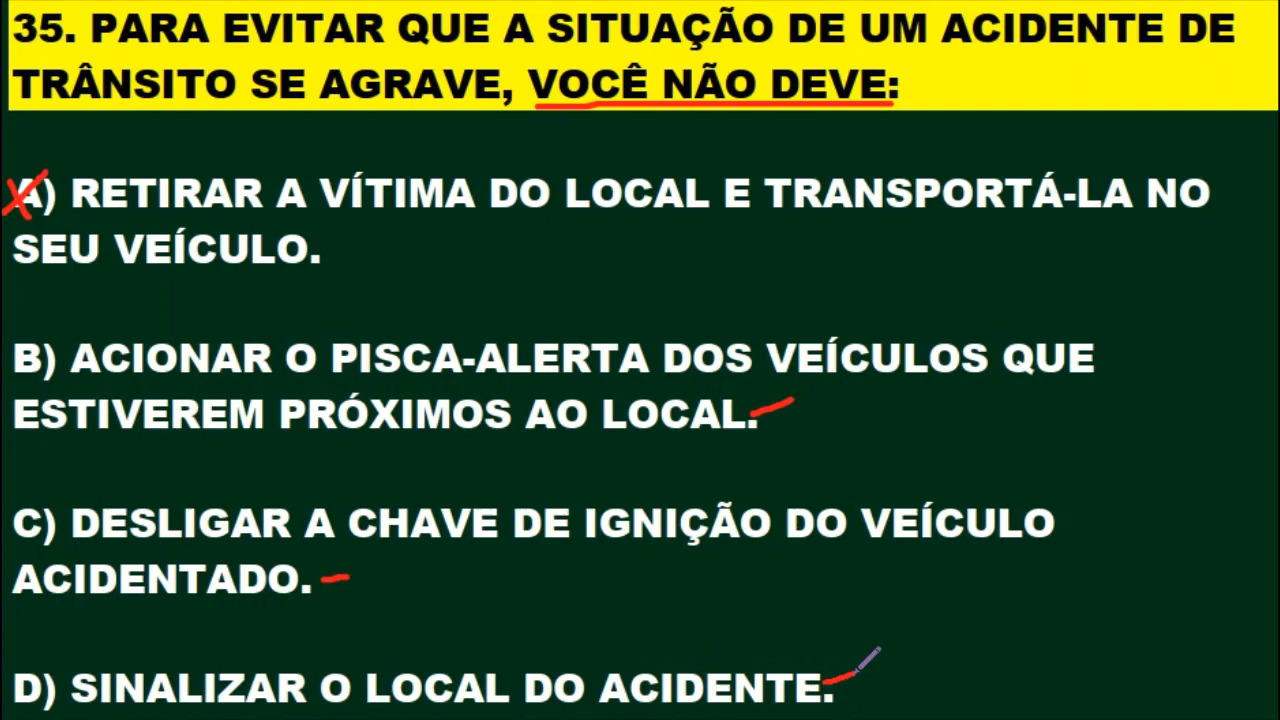 35. PARA EVITAR QUE A SITUAÇÃO DE UM ACIDENTE DE
TRÂNSITO SE AGRAVE, VOCÊ NÃO DEVE:
A) RETIRAR A VÍTIMA DO LOCAL E TRANSPORTÁ-LA NO
SEU VEÍCULO.
B) ACIONAR O PISCA-ALERTA DOS VEÍCULOS QUE
ESTIVEREM PRÓXIMOS AO LOCAL.
C) DESLIGAR A CHAVE DE IGNIÇÃO DO VEÍCULO
ACIDENTADO.
D) SINALIZAR O LOCAL DO ACIDENTE.